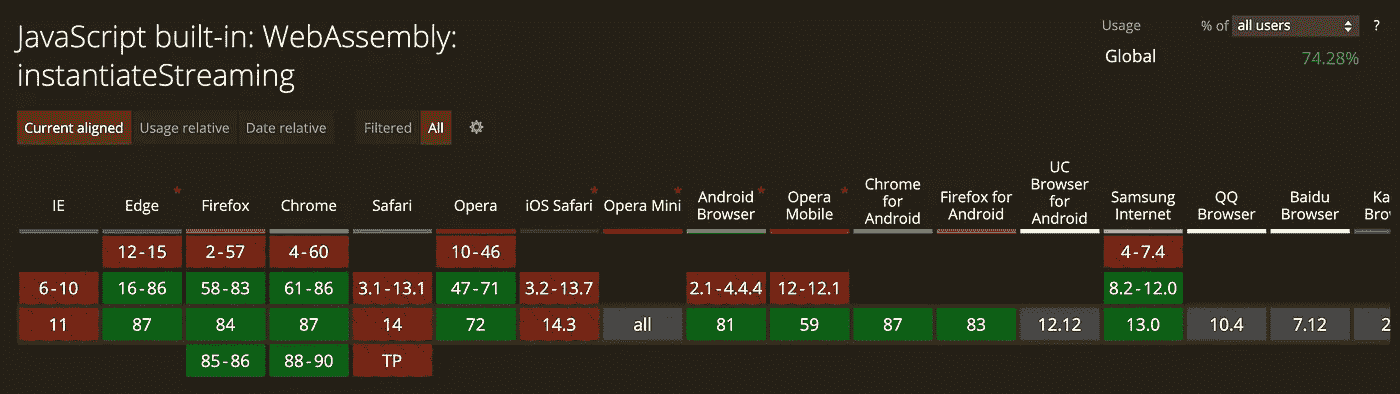 JavaScript built-in: WebAssembly:
instantiateStreaming
Usage % of all users ?
Global 74.28%
Current aligned Usage relative Date relative Filtered All
IE Edge * Firefox Chrome Safari Opera iOS Safari * Opera Mini * Android Browser * Opera Mobile * Chrome for Android Firefox for Android UC Browser for Android Samsung Internet QQ Browser Baidu Browser
12-15 2-57 4-60 10-46 4-7.4
6-10 16-86 58-83 61-86 3.1-13.1 47-71 3.2-13.7 2.1-4.4.4 12-12.1 8.2-12.0
11 87 84 87 14 72 14.3 all 81 59 87 83 12.12 13.0 10.4 7.12
85-86 88-90 TP